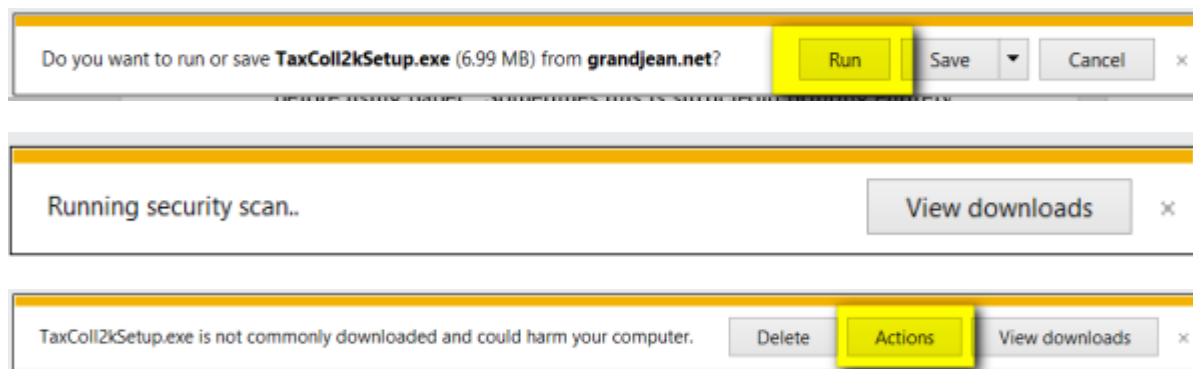 Do you want to run or save TaxColl2kSetup.exe (6.99 MB) from grandjean.net? Run Save Cancel ×
Running security scan.. View downloads ×
TaxColl2kSetup.exe is not commonly downloaded and could harm your computer. Delete Actions View downloads ×